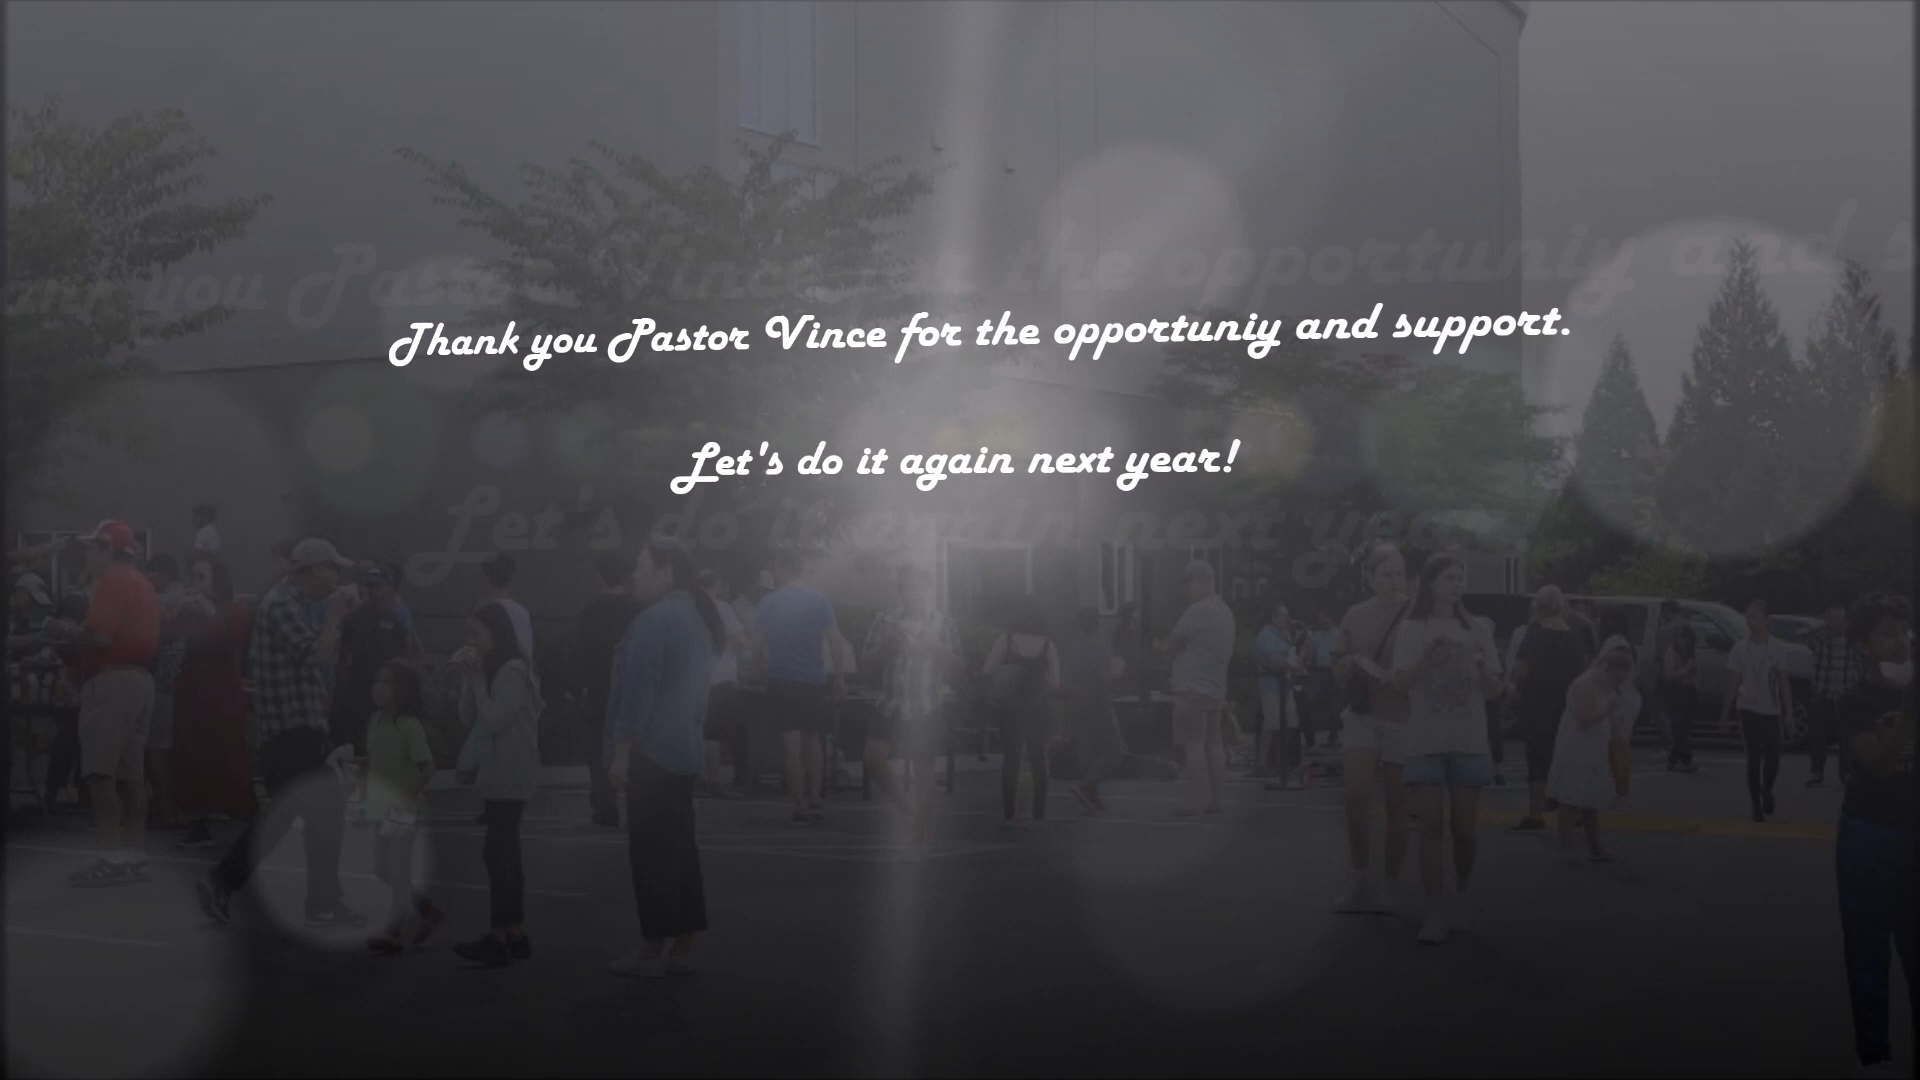 Thank you Pastor Vince for the opportuniy and support.
Let's do it again next year!